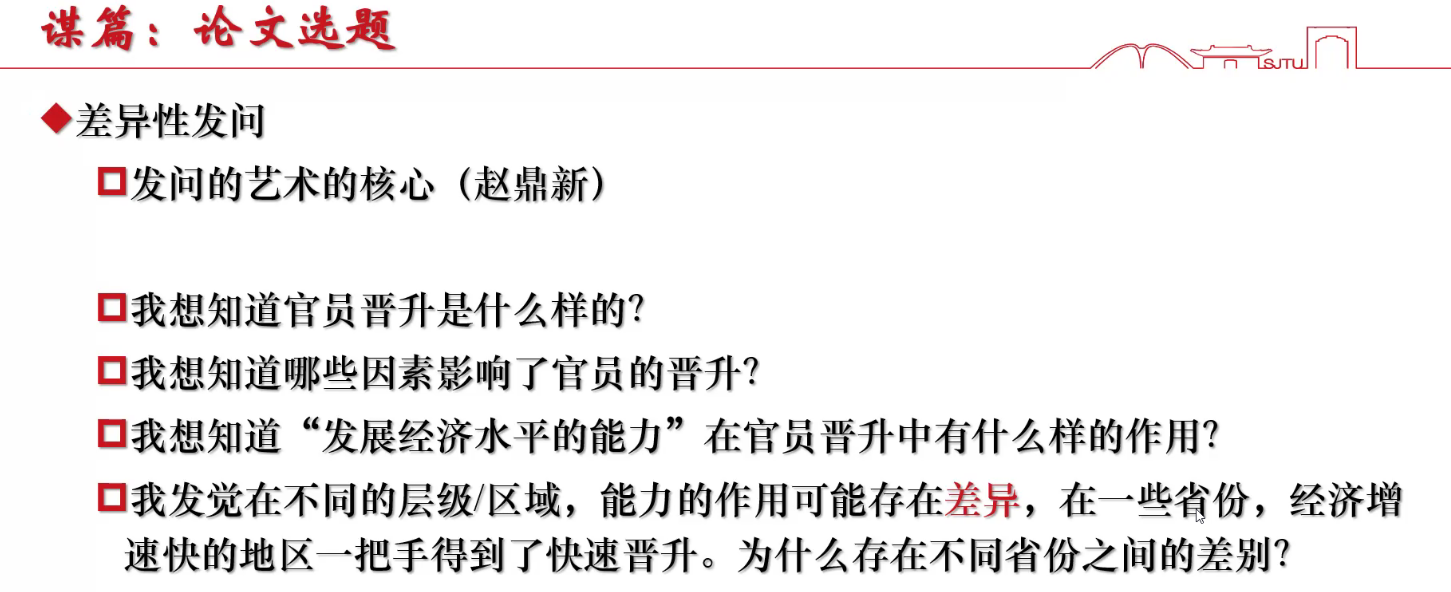 谋篇：论文选题
SJTU
差异性发问
发问的艺术的核心（赵鼎新）
我想知道官员晋升是什么样的？
我想知道哪些因素影响了官员的晋升？
我想知道“发展经济水平的能力”在官员晋升中有什么样的作用？
我发觉在不同的层级/区域，能力的作用可能存在差异，在一些省份，经济增
速快的地区一把手得到了快速晋升。为什么存在不同省份之间的差别？